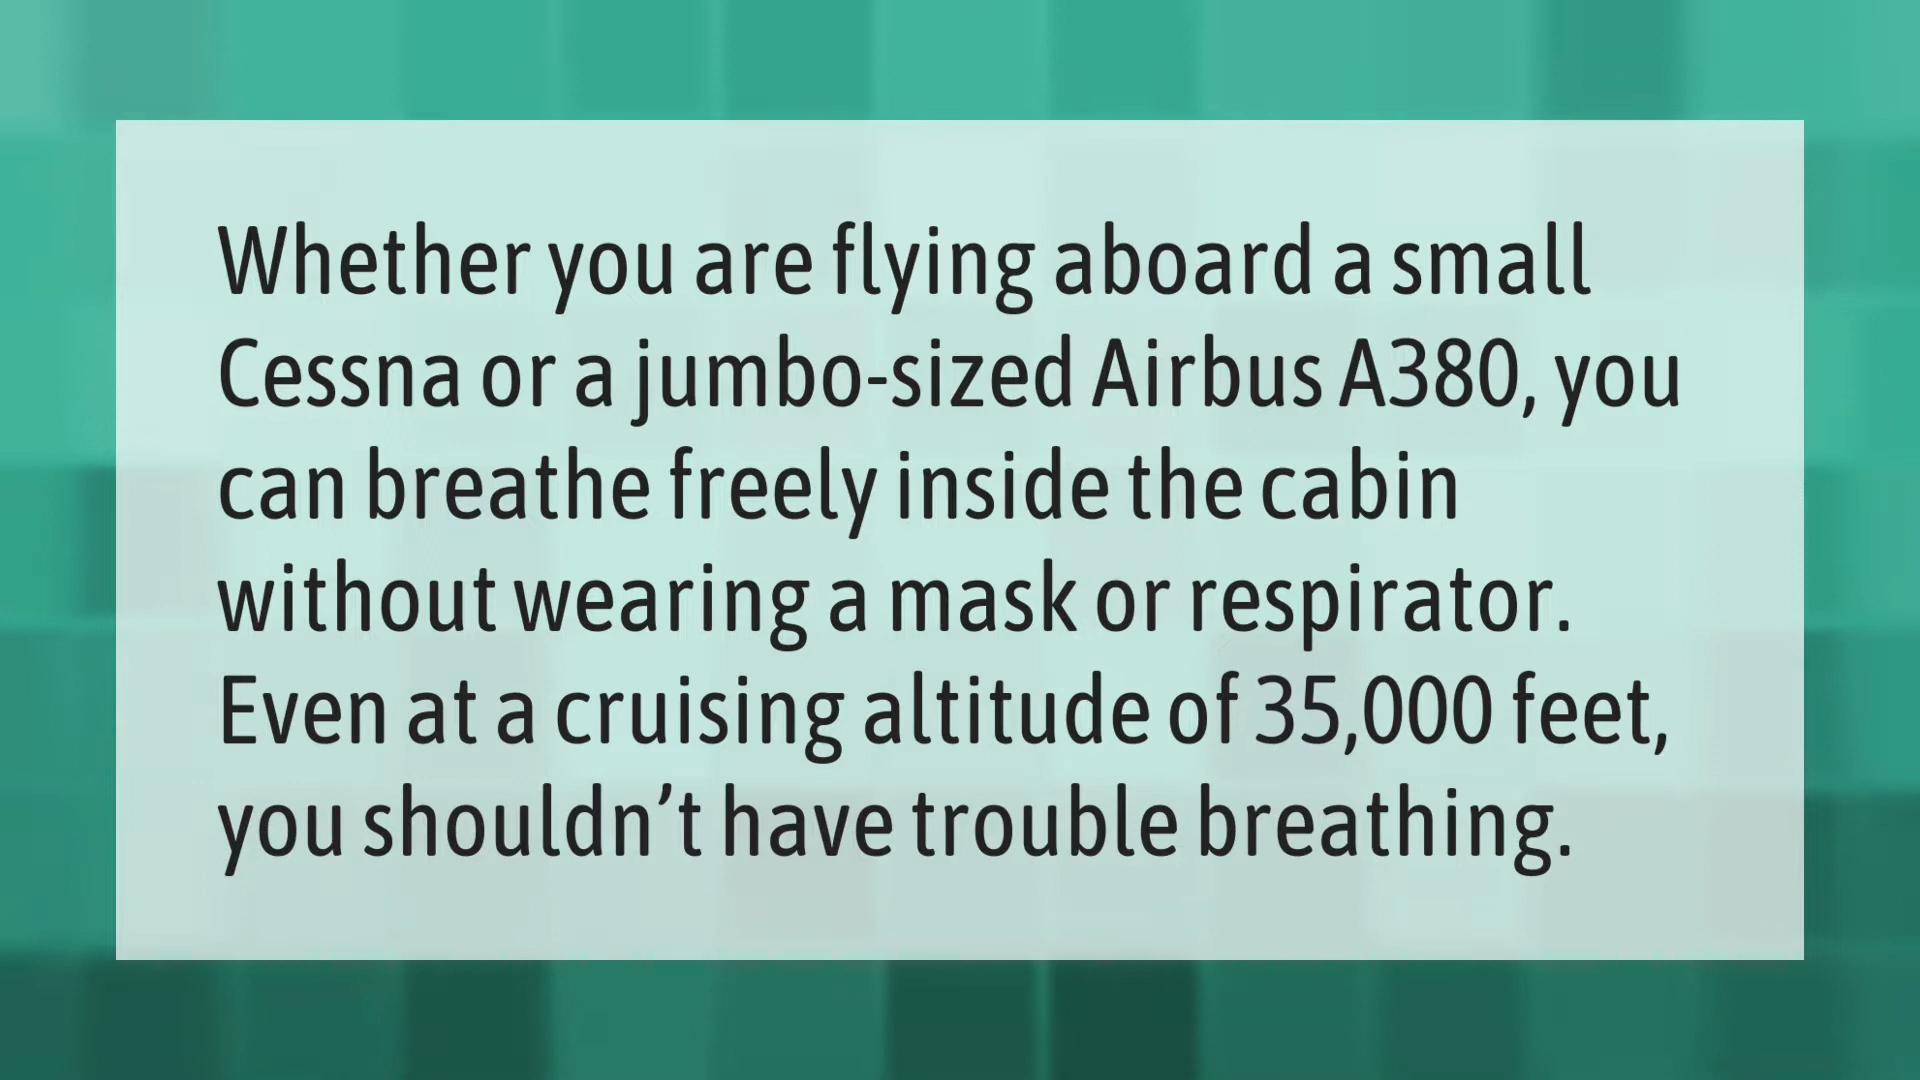 Whether you are flying aboard a small
Cessna or a jumbo-sized Airbus A380, you
can breathe freely inside the cabin
without wearing a mask or respirator.
Even at a cruising altitude of 35,000 feet,
you shouldn’t have trouble breathing.